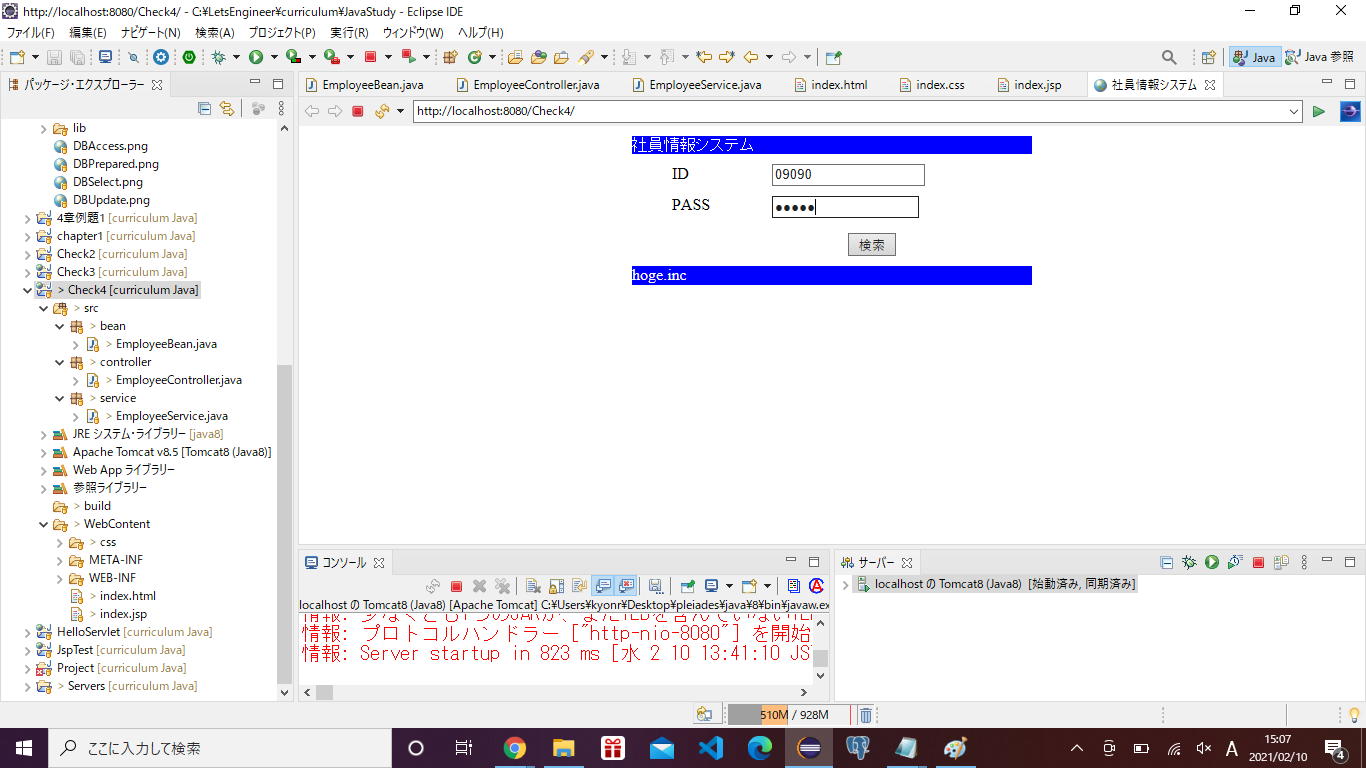 http://localhost:8080/Check4/ - C:¥LetsEngineer¥curriculum¥JavaStudy - Eclipse IDE
ファイル(F) 編集(E) ナビゲート(N) 検索(A) プロジェクト(P) 実行(R) ウィンドウ(W) ヘルプ(H)
Java Java 参照
パッケージ・エクスプローラー
lib
DBAccess.png
DBPrepared.png
DBSelect.png
DBUpdate.png
4章例題1 [curriculum Java]
chapter1 [curriculum Java]
Check2 [curriculum Java]
Check3 [curriculum Java]
> Check4 [curriculum Java]
> src
> bean
> EmployeeBean.java
> controller
> EmployeeController.java
> service
> EmployeeService.java
JRE システム・ライブラリー [java8]
Apache Tomcat v8.5 [Tomcat8 (Java8)]
Web App ライブラリー
参照ライブラリー
> build
> WebContent
> css
META-INF
WEB-INF
> index.html
> index.jsp
HelloServlet [curriculum Java]
JspTest [curriculum Java]
Project [curriculum Java]
> Servers [curriculum Java]
EmployeeBean.java EmployeeController.java EmployeeService.java index.html index.css index.jsp 社員情報システム
http://localhost:8080/Check4/
社員情報システム
ID 09090
PASS ●●●●●
検索
hoge.inc
コンソール
localhost の Tomcat8 (Java8) [Apache Tomcat] C:¥Users¥kyonr¥Desktop¥pleiades¥java¥8¥bin¥javaw.ex
情報: プロトコルハンドラー ["http-nio-8080"] を開始
情報: Server startup in 823 ms [水 2 10 13:41:10 JS
サーバー
localhost の Tomcat8 (Java8) [始動済み, 同期済み]
510M / 928M
ここに入力して検索
A
15:07
2021/02/10
4